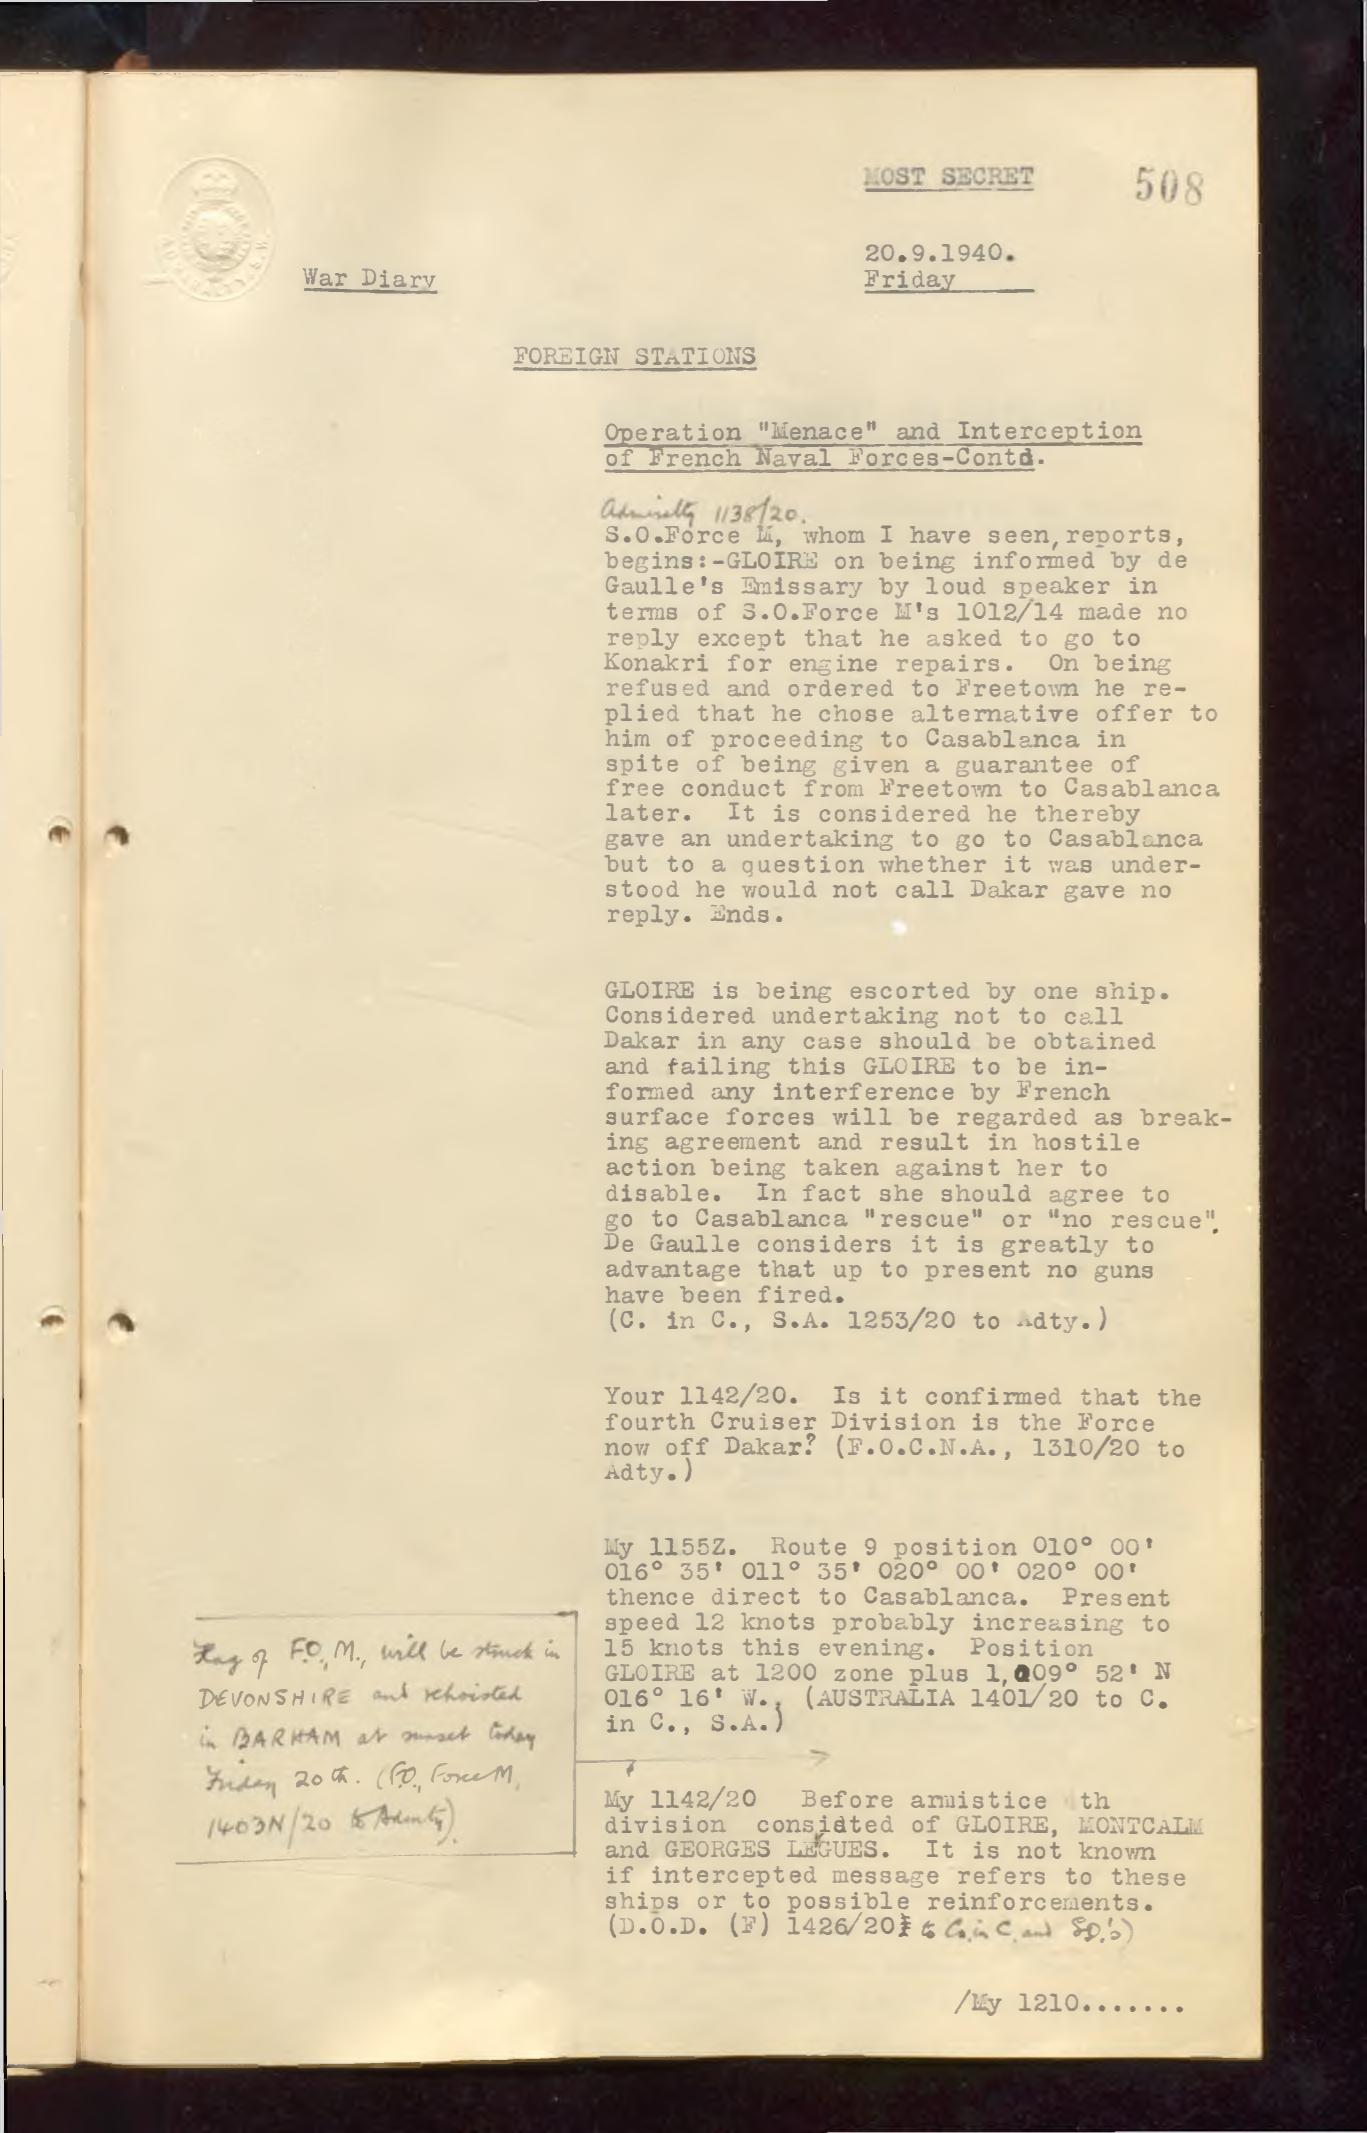 MOST SECRET
508
20.9.1940.
Friday
War Diary
FOREIGN STATIONS
Operation "Menace" and Interception
of French Naval Forces-Contd.
Admiralty 1138/20.
S.O.Force M, whom I have seen, reports,
begins:-GLOIRE on being informed by de
Gaulle's Emissary by loud speaker in
terms of S.O.Force M's 1012/14 made no
reply except that he asked to go to
Konakri for engine repairs. On being
refused and ordered to Freetown he re-
plied that he chose alternative offer to
him of proceeding to Casablanca in
spite of being given a guarantee of
free conduct from Freetown to Casablanca
later. It is considered he thereby
gave an undertaking to go to Casablanca
but to a question whether it was under-
stood he would not call Dakar gave no
reply. Ends.
GLOIRE is being escorted by one ship.
Considered undertaking not to call
Dakar in any case should be obtained
and failing this GLOIRE to be in-
formed any interference by French
surface forces will be regarded as break-
ing agreement and result in hostile
action being taken against her to
disable. In fact she should agree to
go to Casablanca "rescue" or "no rescue".
De Gaulle considers it is greatly to
advantage that up to present no guns
have been fired.
(C. in C., S.A. 1253/20 to Adty.)
Your 1142/20. Is it confirmed that the
fourth Cruiser Division is the Force
now off Dakar? (F.O.C.N.A., 1310/20 to
Adty.)
My 1155Z. Route 9 position 010° 00'
016° 35' 011° 35' 020° 00' 020° 00'
thence direct to Casablanca. Present
speed 12 knots probably increasing to
15 knots this evening. Position
GLOIRE at 1200 zone plus 1, 009° 52' N
016° 16' W., (AUSTRALIA 1401/20 to C.
in C., S.A.)
Flag of F.O., M., will be struck in
DEVONSHIRE and rehoisted
in BARHAM at sunset today
Friday 20th. (F.O., Force M,
1403N/20 to Admty).
My 1142/20 Before armistice th
division consisted of GLOIRE, MONTCALM
and GEORGES LEGUES. It is not known
if intercepted message refers to these
ships or to possible reinforcements.
(D.O.D. (F) 1426/20 to C. in C. and
/My 1210.......